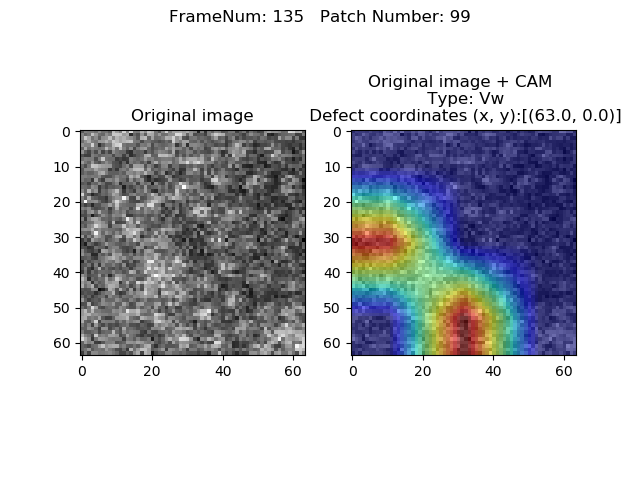 FrameNum: 135   Patch Number: 99
Original image
0
10
20
30
40
50
60
0 20 40 60
Original image + CAM
Type: Vw
Defect coordinates (x, y):[(63.0, 0.0)]
0
10
20
30
40
50
60
0 20 40 60